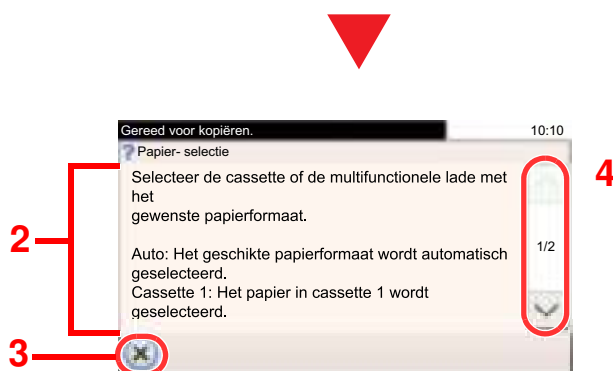 Gereed voor kopiëren. 10:10
? Papier- selectie
Selecteer de cassette of de multifunctionele lade met
het
gewenste papierformaat.
Auto: Het geschikte papierformaat wordt automatisch
geselecteerd.
Cassette 1: Het papier in cassette 1 wordt
geselecteerd.
1/2
2
3
4